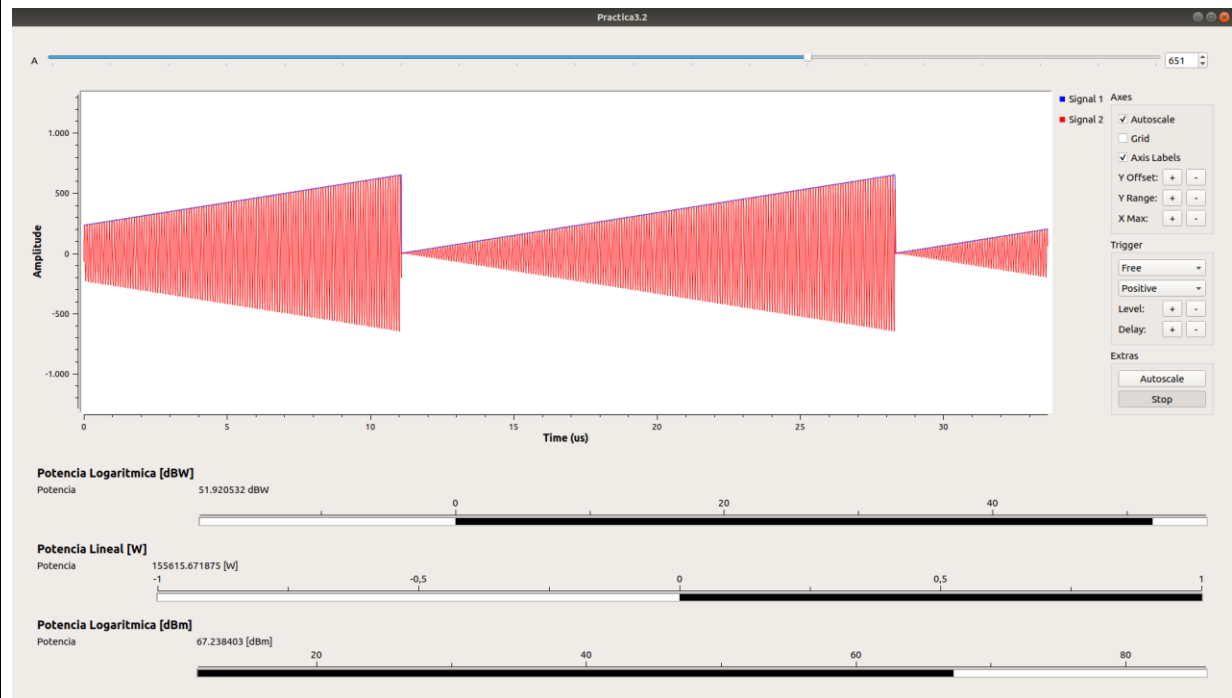 Practica3.2
A
651
Signal 1
Signal 2
Axes
Autoscale
Grid
Axis Labels
Y Offset: + -
Y Range: + -
X Max: + -
Trigger
Free
Positive
Level: + -
Delay: + -
Extras
Autoscale
Stop
Amplitude
1.000
500
0
-500
-1.000
0 5 10 15 20 25 30
Time (us)
Potencia Logaritmica [dBW]
Potencia 51.920532 dBW
0 20 40
Potencia Lineal [W]
Potencia 155615.671875 [W]
-1 -0,5 0 0,5 1
Potencia Logaritmica [dBm]
Potencia 67.238403 [dBm]
20 40 60 80